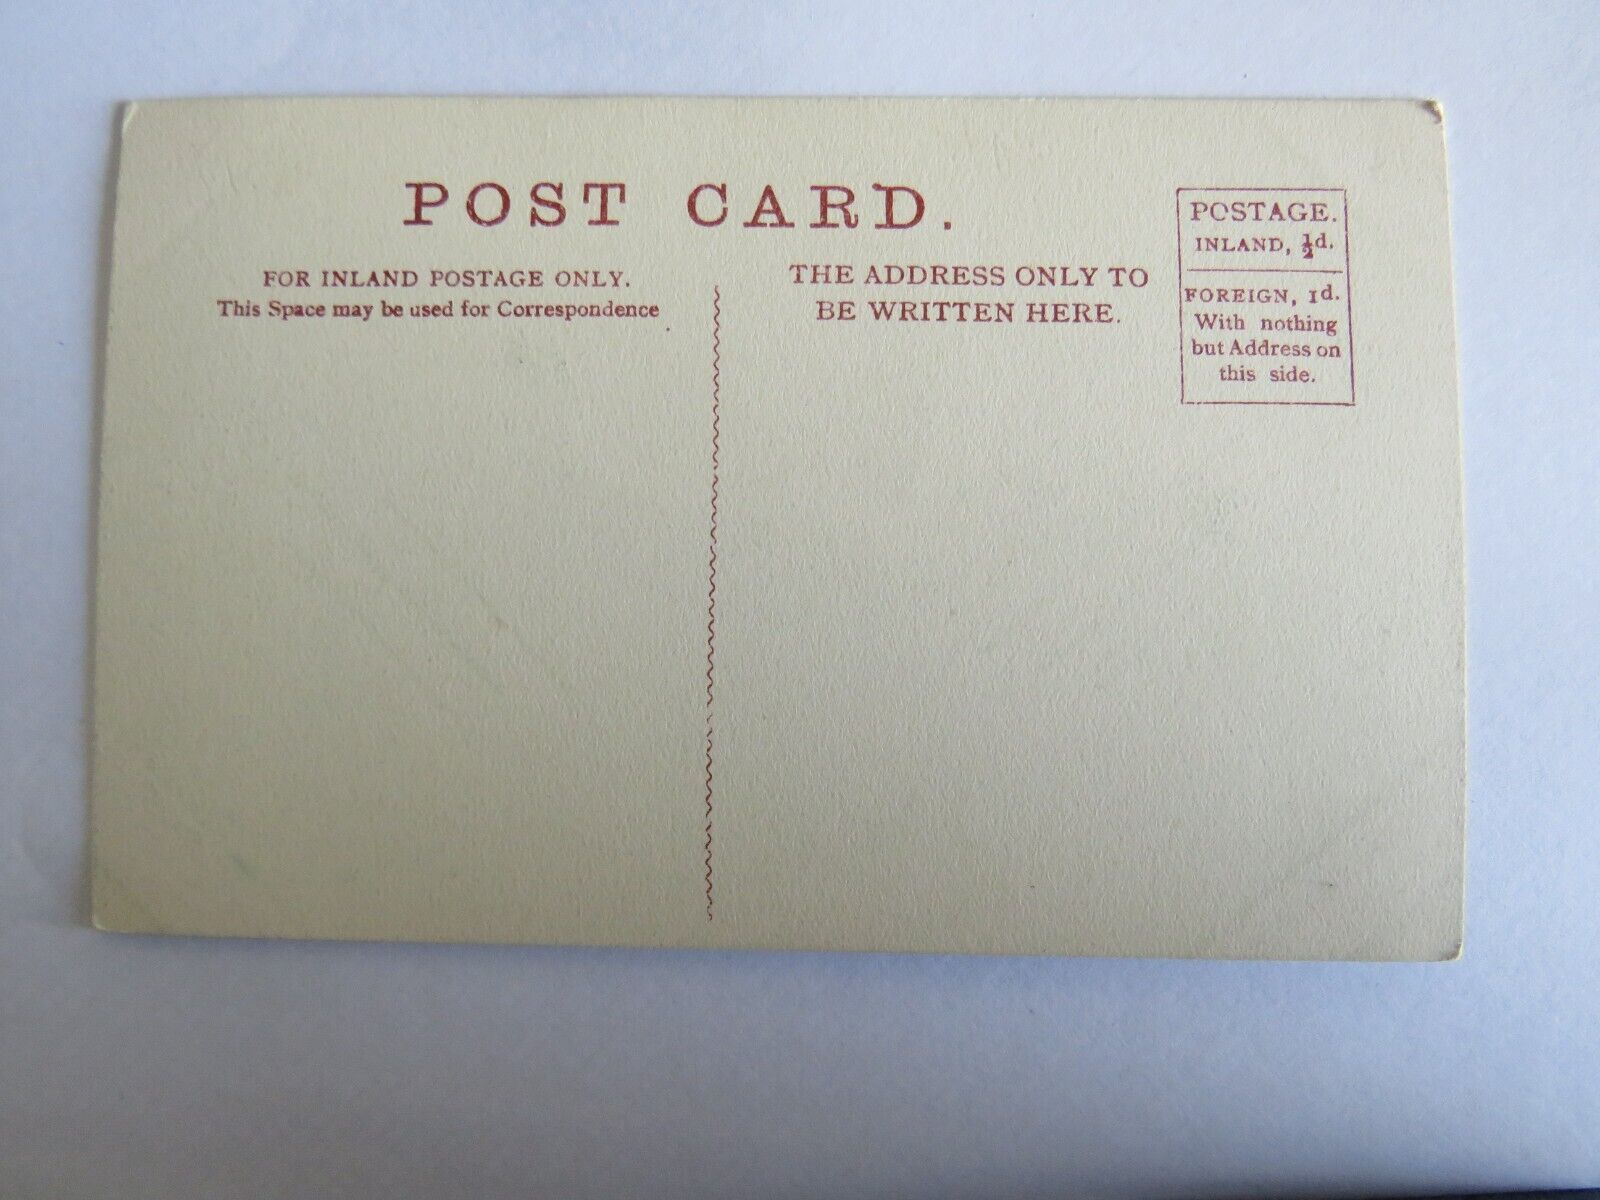 POST CARD.
FOR INLAND POSTAGE ONLY.
This Space may be used for Correspondence
THE ADDRESS ONLY TO
BE WRITTEN HERE.
POSTAGE.
INLAND, ½d.
FOREIGN, 1d.
With nothing
but Address on
this side.